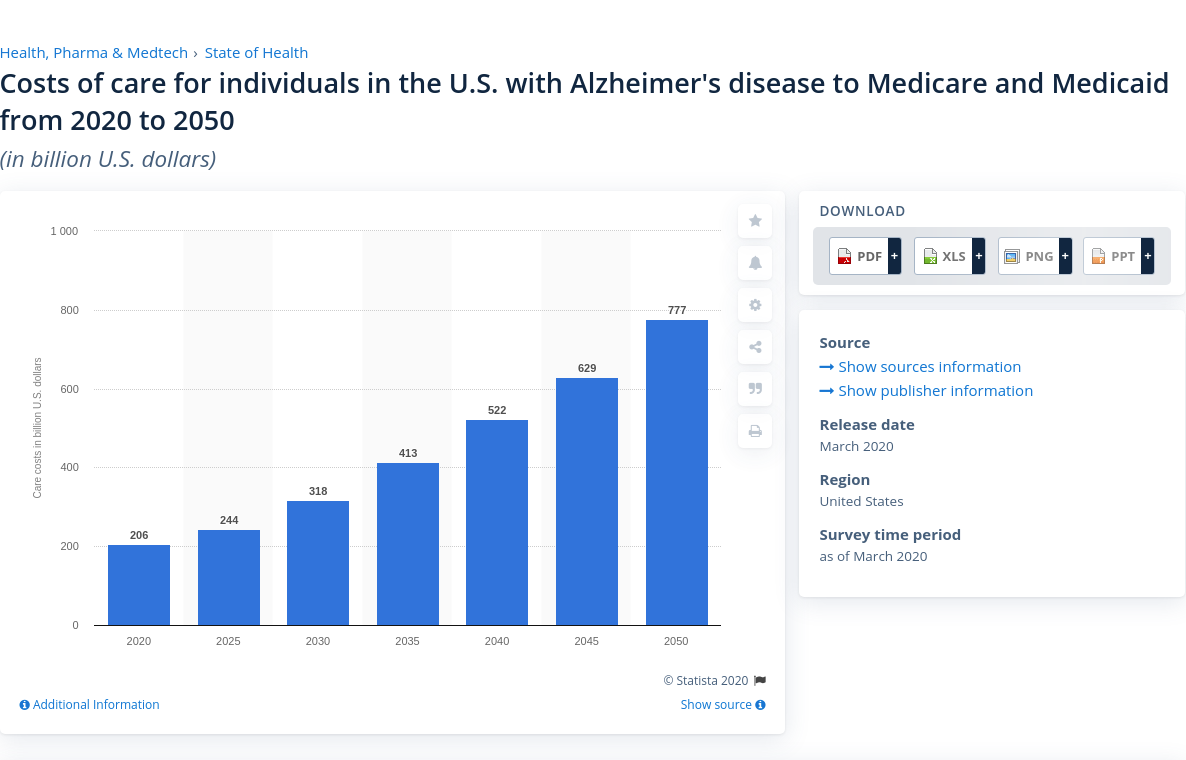 Health, Pharma & Medtech › State of Health
Costs of care for individuals in the U.S. with Alzheimer's disease to Medicare and Medicaid
from 2020 to 2050
(in billion U.S. dollars)
Care costs in billion U.S. dollars
1 000
800
600
400
200
0
206
244
318
413
522
629
777
2020
2025
2030
2035
2040
2045
2050
© Statista 2020
Additional Information
Show source
DOWNLOAD
PDF +
XLS +
PNG +
PPT +
Source
Show sources information
Show publisher information
Release date
March 2020
Region
United States
Survey time period
as of March 2020